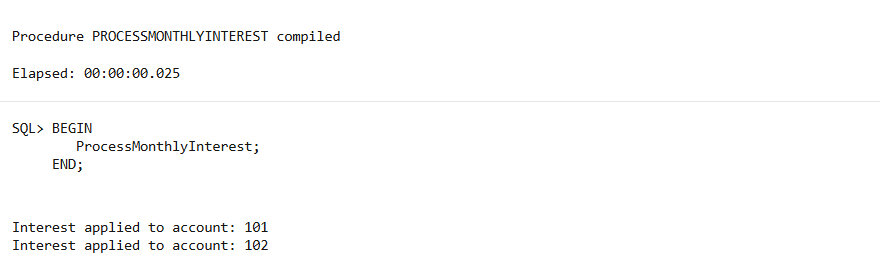 Procedure PROCESSMONTHLYINTEREST compiled
Elapsed: 00:00:00.025
SQL> BEGIN
ProcessMonthlyInterest;
END;
Interest applied to account: 101
Interest applied to account: 102